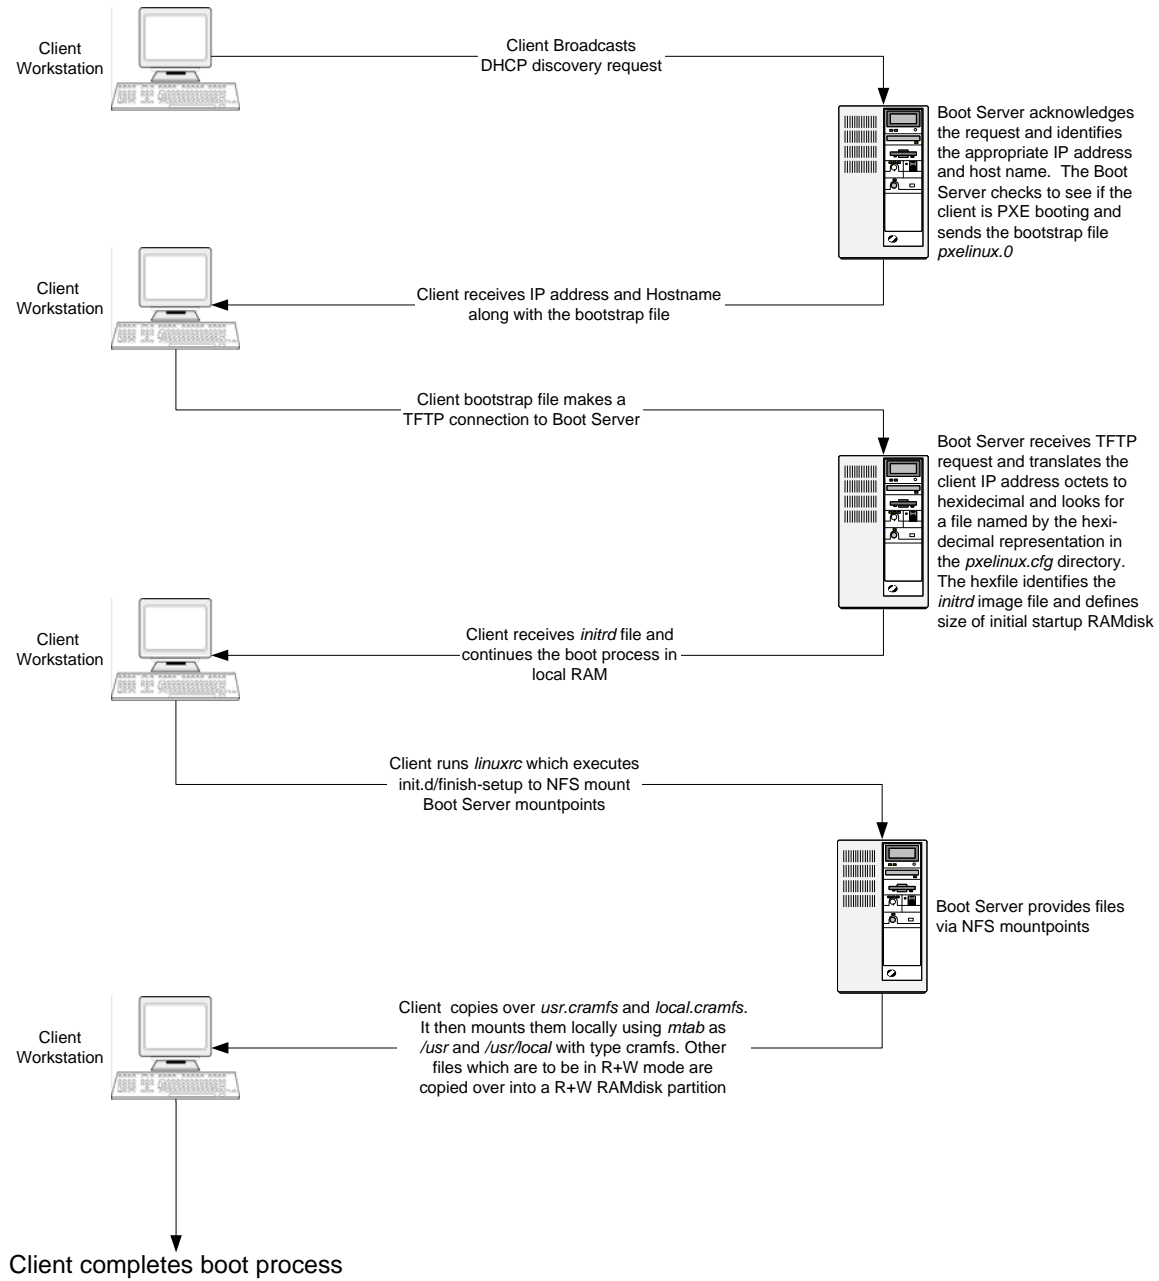 Client
Workstation
Client Broadcasts
DHCP discovery request
Boot Server acknowledges
the request and identifies
the appropriate IP address
and host name.  The Boot
Server checks to see if the
client is PXE booting and
sends the bootstrap file
pxelinux.0
Client
Workstation
Client receives IP address and Hostname
along with the bootstrap file
Client bootstrap file makes a
TFTP connection to Boot Server
Boot Server receives TFTP
request and translates the
client IP address octets to
hexidecimal and looks for
a file named by the hexi-
decimal representation in
the pxelinux.cfg directory.
The hexfile identifies the
initrd image file and defines
size of initial startup RAMdisk
Client
Workstation
Client receives initrd file and
continues the boot process in
local RAM
Client runs linuxrc which executes
init.d/finish-setup to NFS mount
Boot Server mountpoints
Boot Server provides files
via NFS mountpoints
Client
Workstation
Client  copies over usr.cramfs and local.cramfs.
It then mounts them locally using mtab as
/usr and /usr/local with type cramfs. Other
files which are to be in R+W mode are
copied over into a R+W RAMdisk partition
Client completes boot process